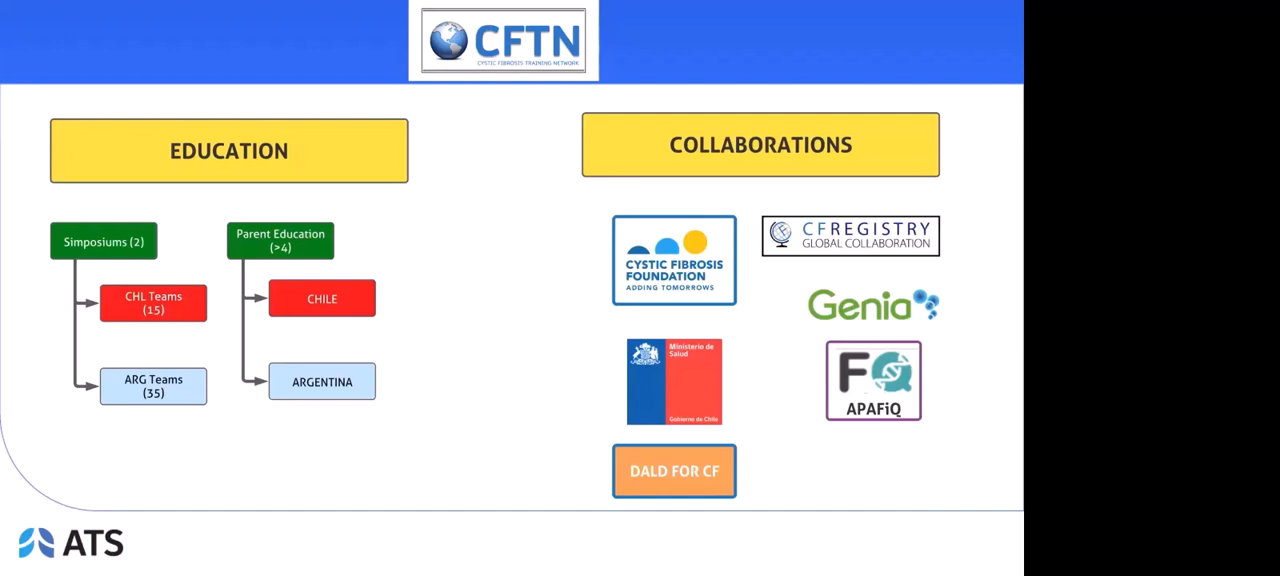 CFTN
CYSTIC FIBROSIS TRAINING NETWORK
EDUCATION
Simposiums (2)
CHL Teams
(15)
ARG Teams
(35)
Parent Education
(>4)
CHILE
ARGENTINA
COLLABORATIONS
CYSTIC FIBROSIS
FOUNDATION
ADDING TOMORROWS
CFREGISTRY
GLOBAL COLLABORATION
Genia
Ministerio de
Salud
Gobierno de Chile
FQ
APAFiQ
DALD FOR CF
ATS